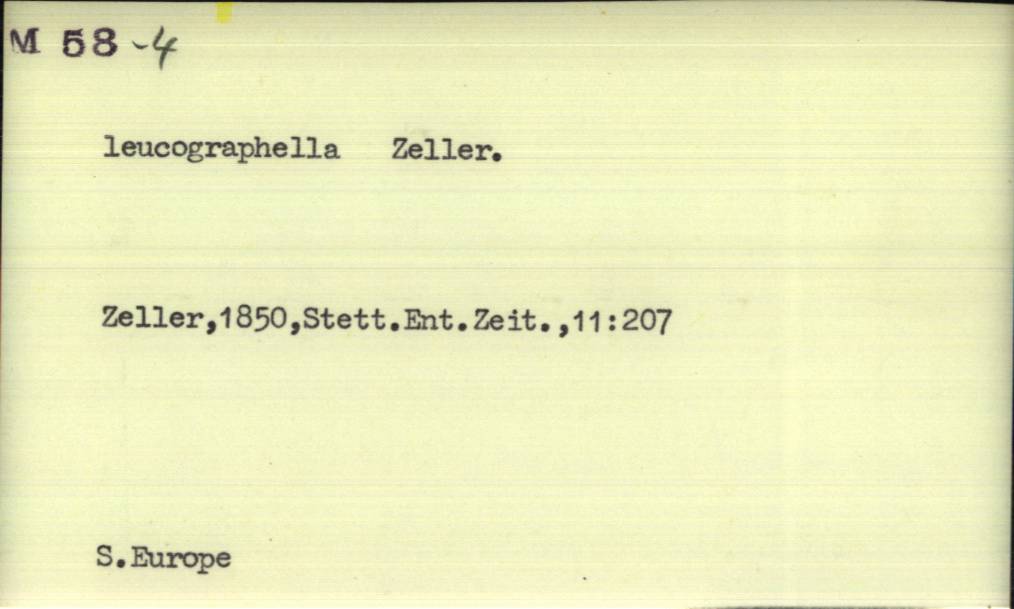 M 58 -4
leucographella Zeller.
Zeller,1850,Stett.Ent.Zeit.,11:207
S.Europe